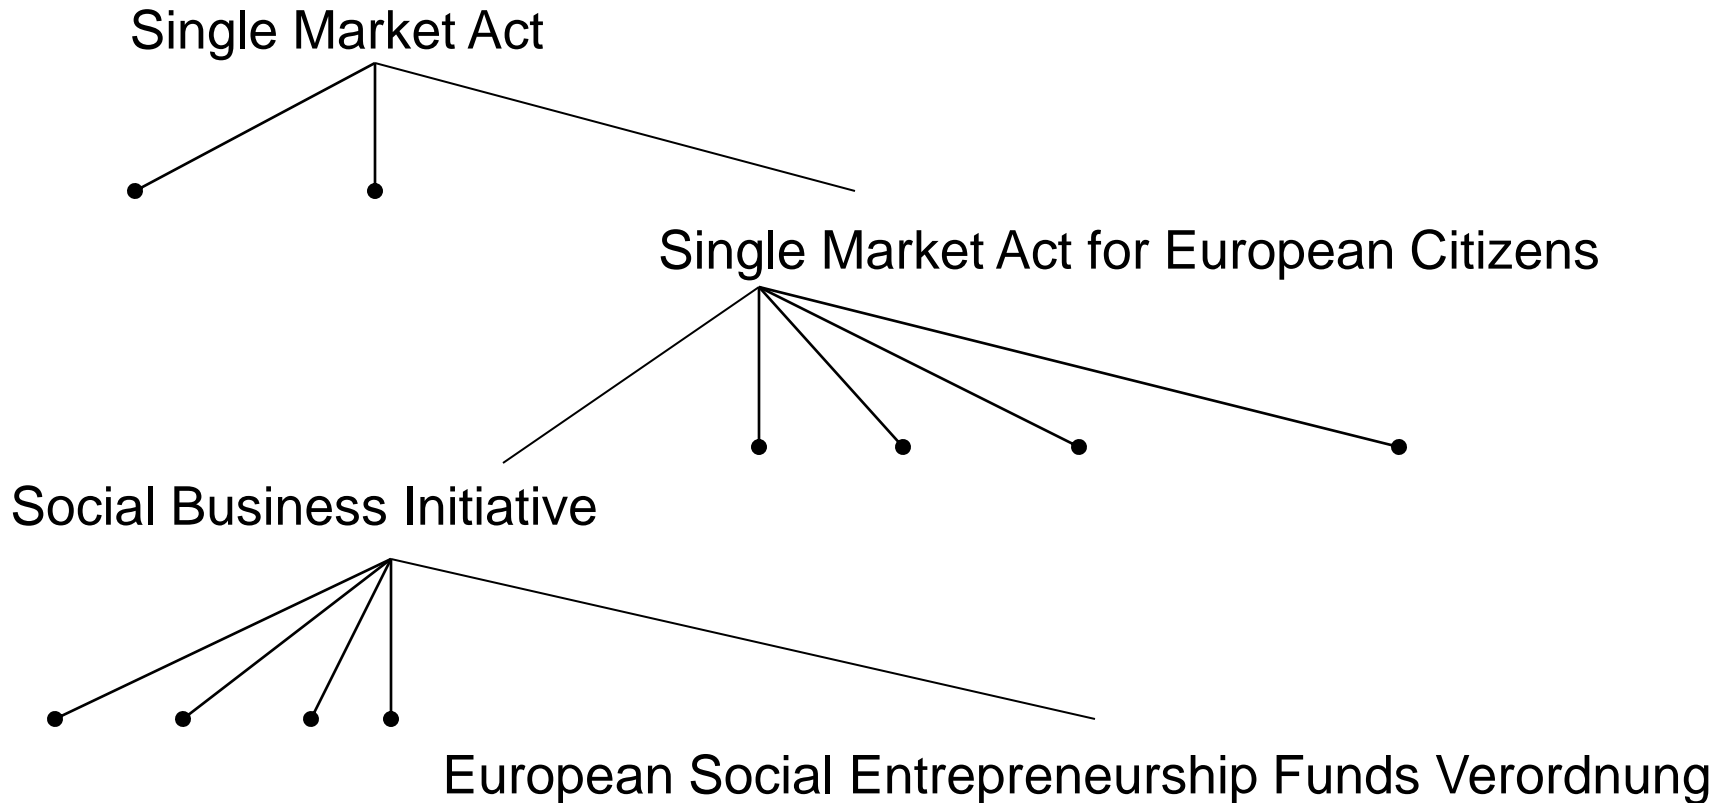 Single Market Act
Single Market Act for European Citizens
Social Business Initiative
European Social Entrepreneurship Funds Verordnung